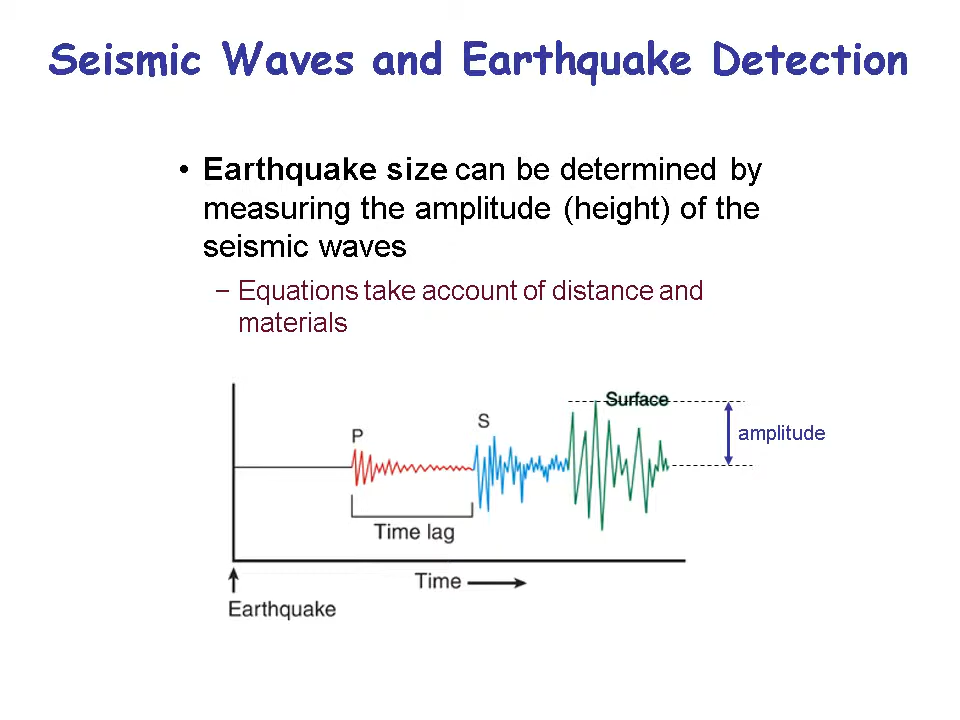 Seismic Waves and Earthquake Detection
• Earthquake size can be determined by
measuring the amplitude (height) of the
seismic waves
– Equations take account of distance and
materials
Surface
P
S
amplitude
Time lag
Time
Earthquake